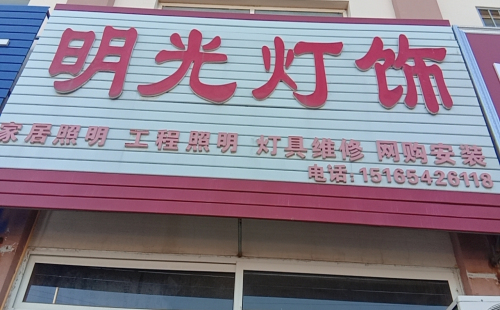 明光灯饰
家居照明 工程照明 灯具维修 网购安装
电话:15165426118